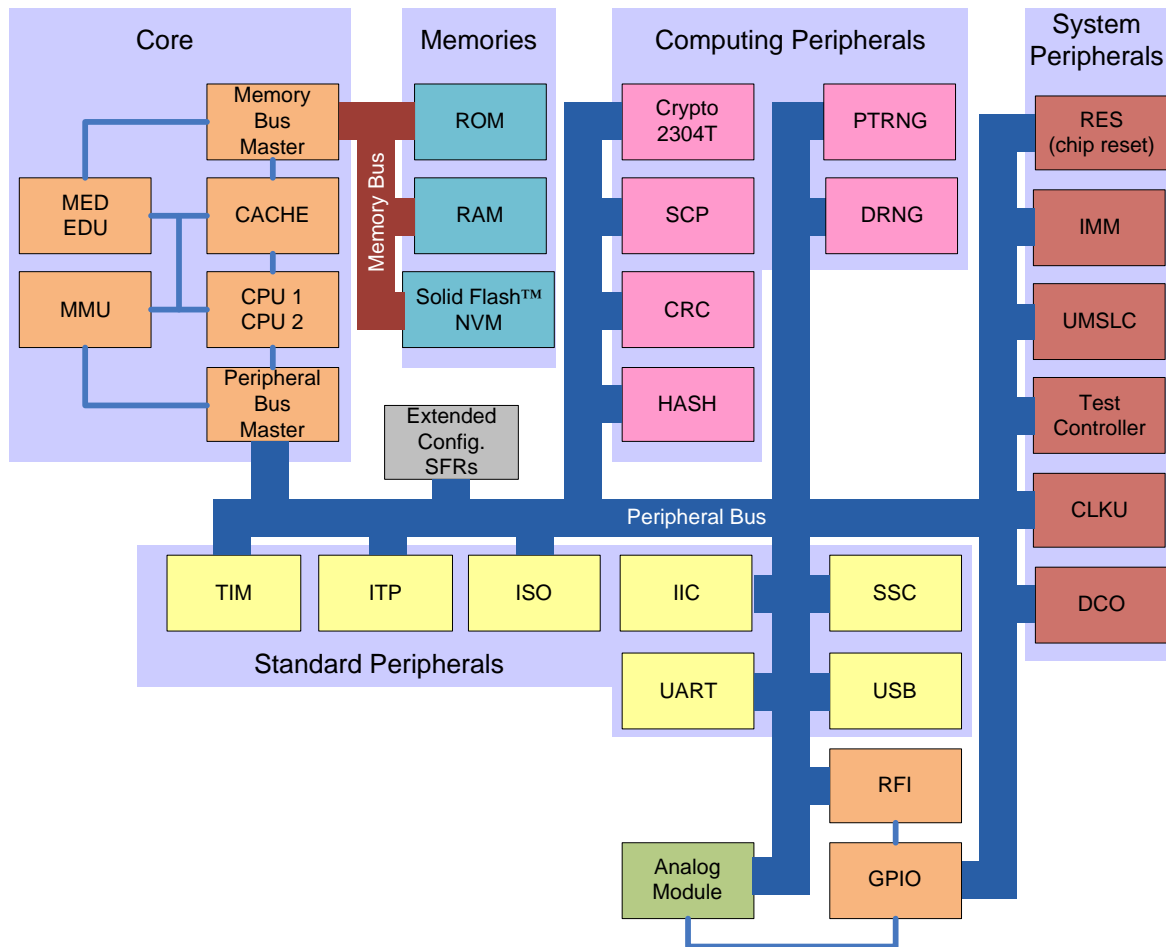 Core
Memory
Bus
Master
MED
EDU
CACHE
MMU
CPU 1
CPU 2
Peripheral
Bus
Master
Memories
Memory Bus
ROM
RAM
Solid Flash™
NVM
Extended
Config.
SFRs
Computing Peripherals
Crypto
2304T
PTRNG
SCP
DRNG
CRC
HASH
System
Peripherals
RES
(chip reset)
IMM
UMSLC
Test
Controller
CLKU
DCO
Peripheral Bus
TIM
ITP
ISO
IIC
SSC
Standard Peripherals
UART
USB
RFI
Analog
Module
GPIO